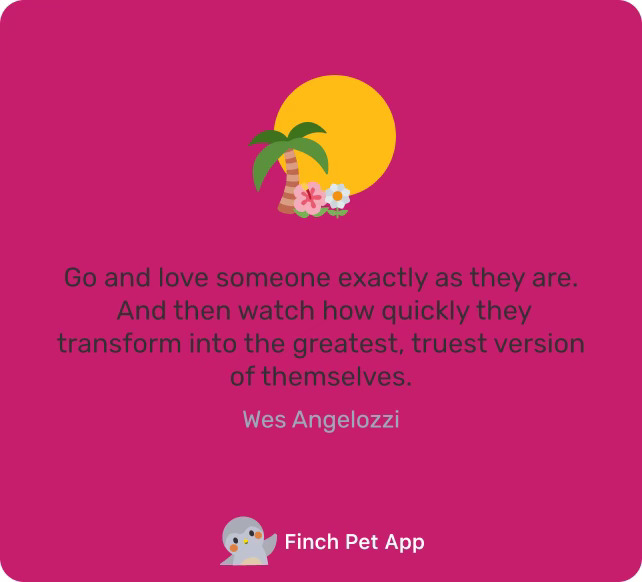 Go and love someone exactly as they are.
And then watch how quickly they
transform into the greatest, truest version
of themselves.
Wes Angelozzi
Finch Pet App